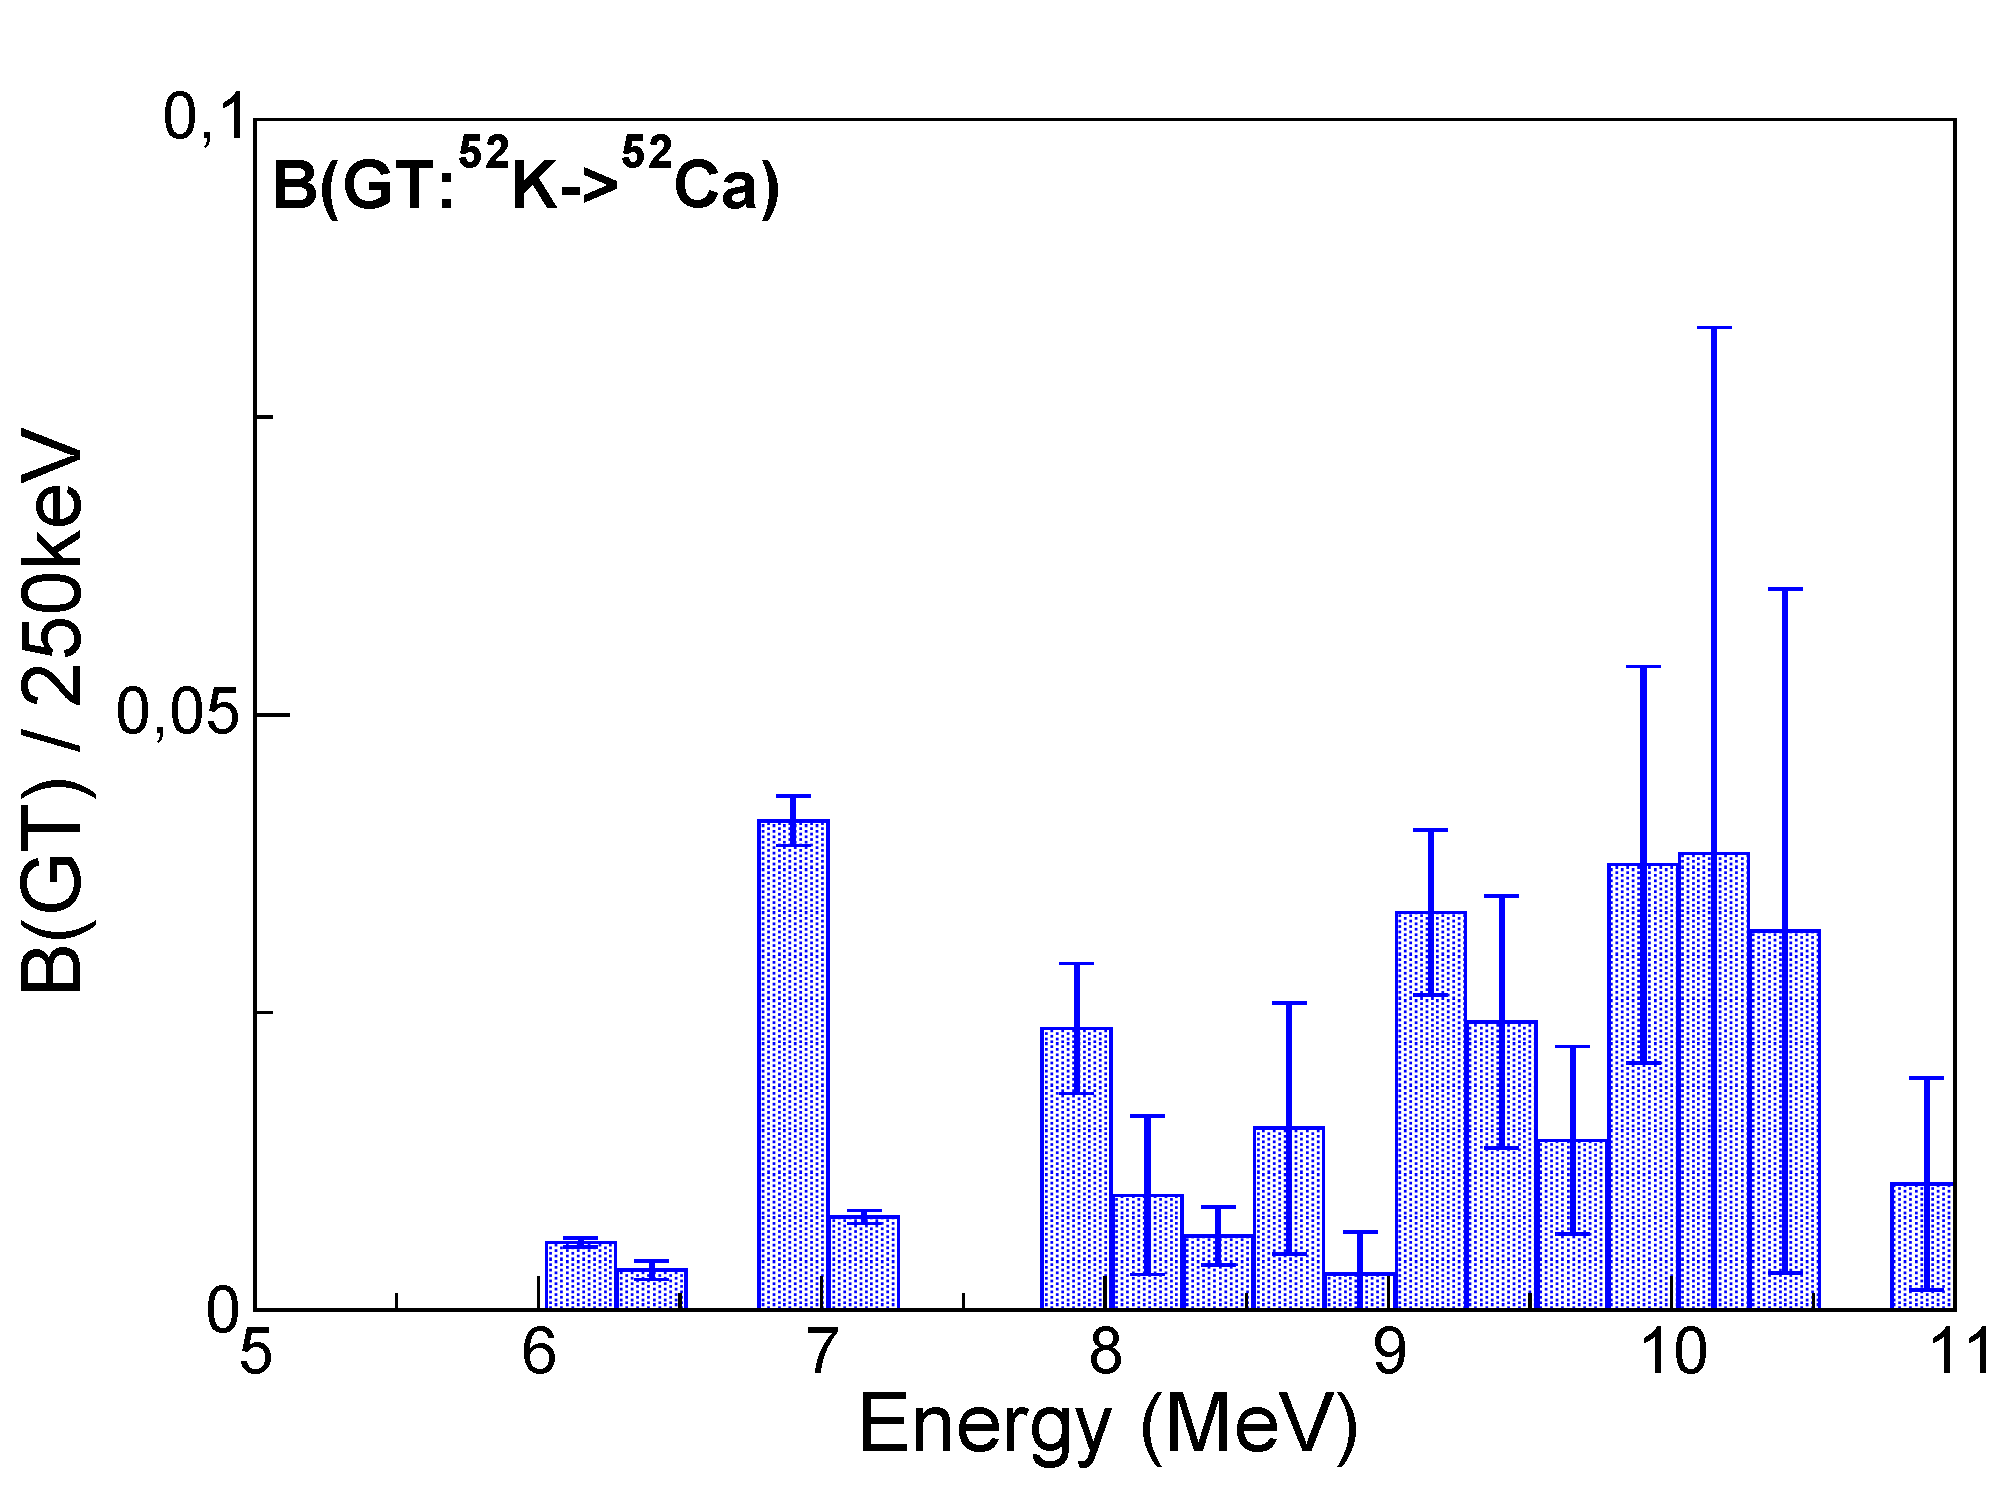 0,1
B(GT:⁵²K->⁵²Ca)
B(GT) / 250keV
0,05
0
5 6 7 8 9 10 11
Energy (MeV)